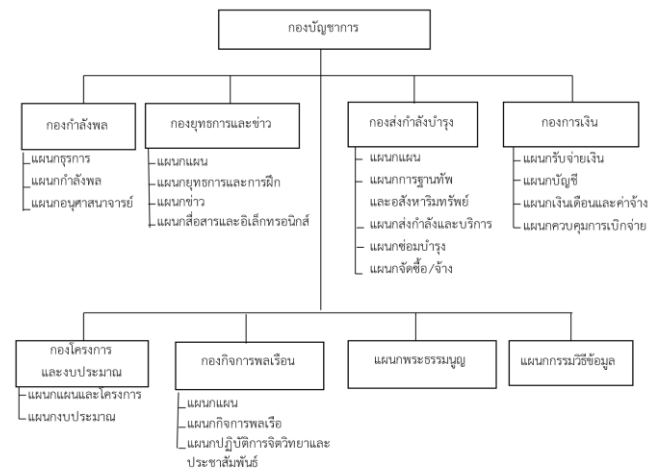 กองบัญชาการ
กองกำลังพล
แผนกธุรการ
แผนกกำลังพล
แผนกอนุศาสนาจารย์
กองยุทธการและข่าว
แผนกแผน
แผนกยุทธการและการฝึก
แผนกข่าว
แผนกสื่อสารและอิเล็กทรอนิกส์
กองส่งกำลังบำรุง
แผนกแผน
แผนกการฐานทัพ
และอสังหาริมทรัพย์
แผนกส่งกำลังและบริการ
แผนกซ่อมบำรุง
แผนกจัดซื้อ/จ้าง
กองการเงิน
แผนกรับจ่ายเงิน
แผนกบัญชี
แผนกเงินเดือนและค่าจ้าง
แผนกควบคุมการเบิกจ่าย
กองโครงการ
และงบประมาณ
แผนกแผนและโครงการ
แผนกงบประมาณ
กองกิจการพลเรือน
แผนกแผน
แผนกกิจการพลเรือ
แผนกปฏิบัติการจิตวิทยาและ
ประชาสัมพันธ์
แผนกพระธรรมนูญ
แผนกกรรมวิธีข้อมูล